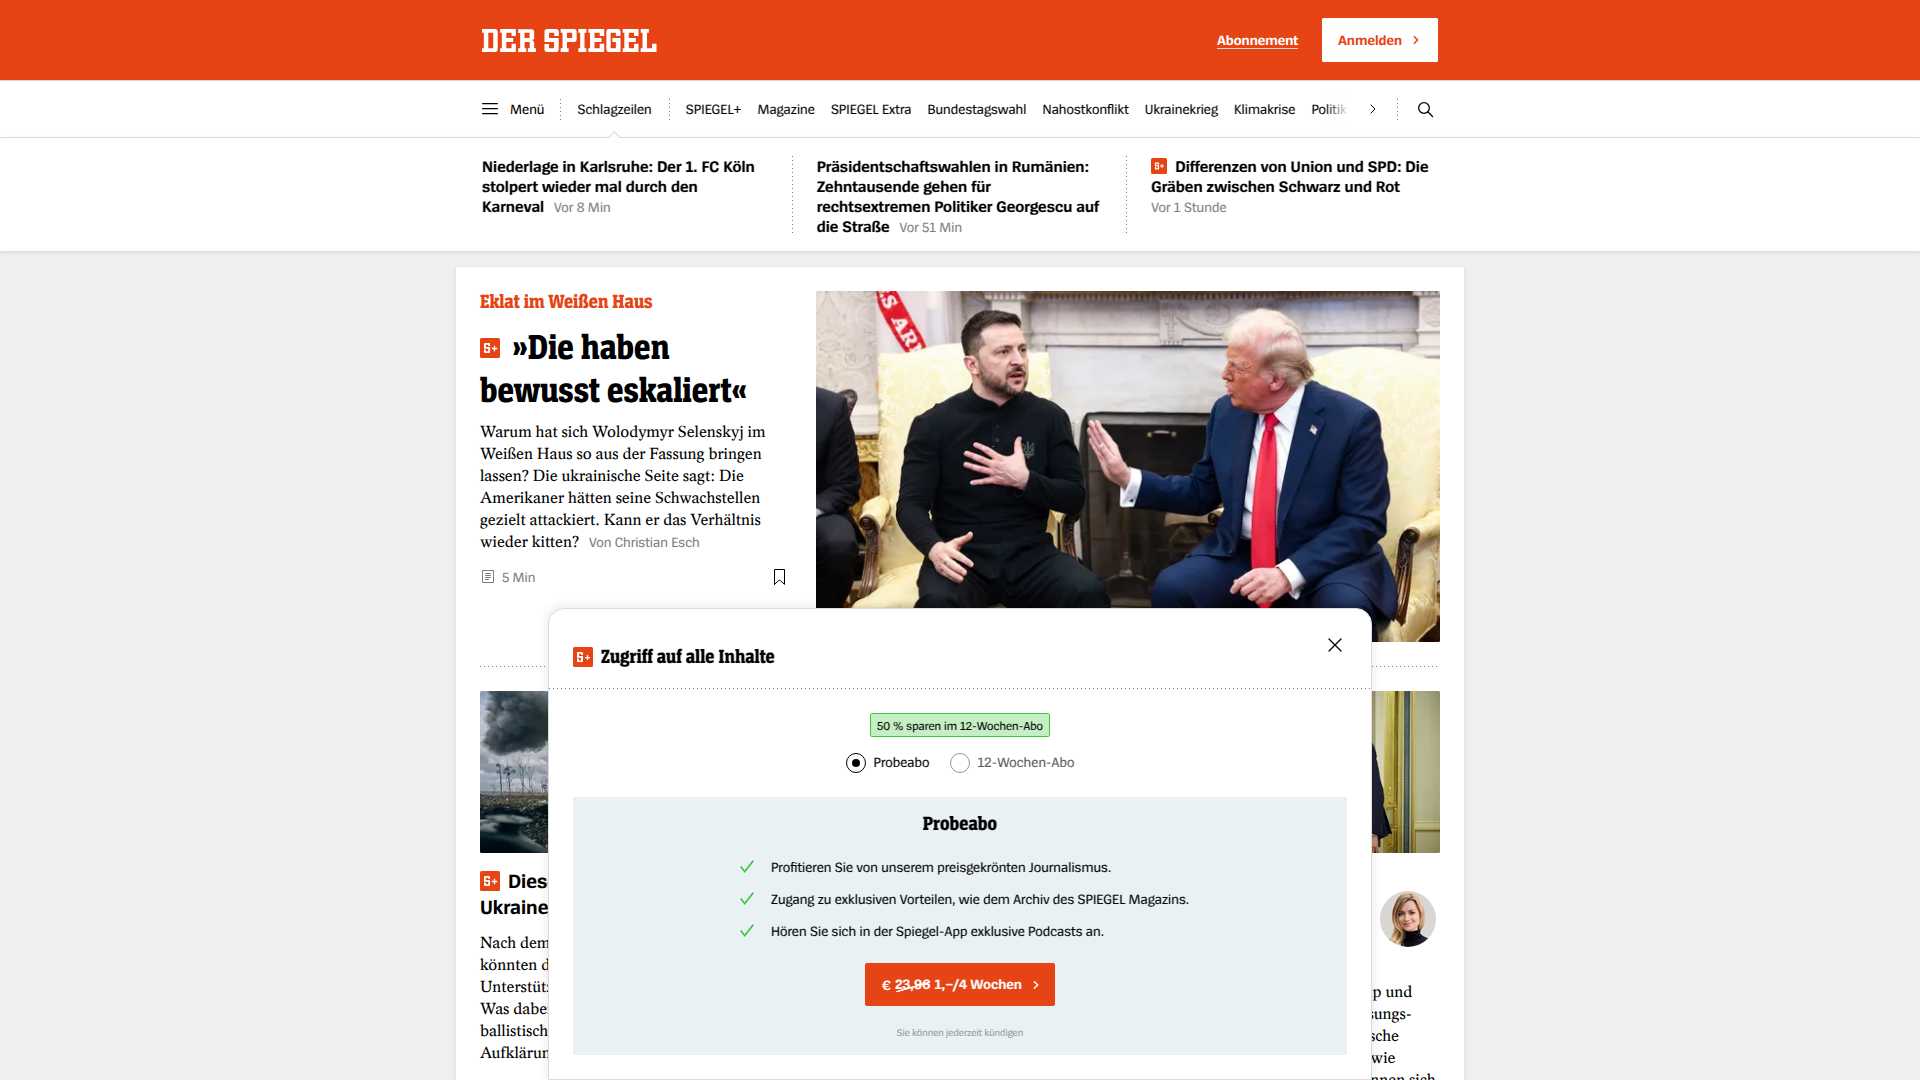 DER SPIEGEL
Abonnement
Anmelden
Menü
Schlagzeilen
SPIEGEL+
Magazine
SPIEGEL Extra
Bundestagswahl
Nahostkonflikt
Ukrainekrieg
Klimakrise
Politik
Niederlage in Karlsruhe: Der 1. FC Köln
stolpert wieder mal durch den
Karneval Vor 8 Min
Präsidentschaftswahlen in Rumänien:
Zehntausende gehen für
rechtsextremen Politiker Georgescu auf
die Straße Vor 51 Min
S+ Differenzen von Union und SPD: Die
Gräben zwischen Schwarz und Rot
Vor 1 Stunde
Eklat im Weißen Haus
S+ »Die haben
bewusst eskaliert«
Warum hat sich Wolodymyr Selenskyj im
Weißen Haus so aus der Fassung bringen
lassen? Die ukrainische Seite sagt: Die
Amerikaner hätten seine Schwachstellen
gezielt attackiert. Kann er das Verhältnis
wieder kitten? Von Christian Esch
5 Min
S+ Zugriff auf alle Inhalte
50 % sparen im 12-Wochen-Abo
Probeabo
12-Wochen-Abo
Probeabo
Profitieren Sie von unserem preisgekrönten Journalismus.
Zugang zu exklusiven Vorteilen, wie dem Archiv des SPIEGEL Magazins.
Hören Sie sich in der Spiegel-App exklusive Podcasts an.
€ 23,96 1,–/4 Wochen
Sie können jederzeit kündigen
S+ Dies
Ukraine
Nach dem
könnten d
Unterstütz
Was dabe
ballistisch
Aufklärun
p und
sungs-
sche
wie